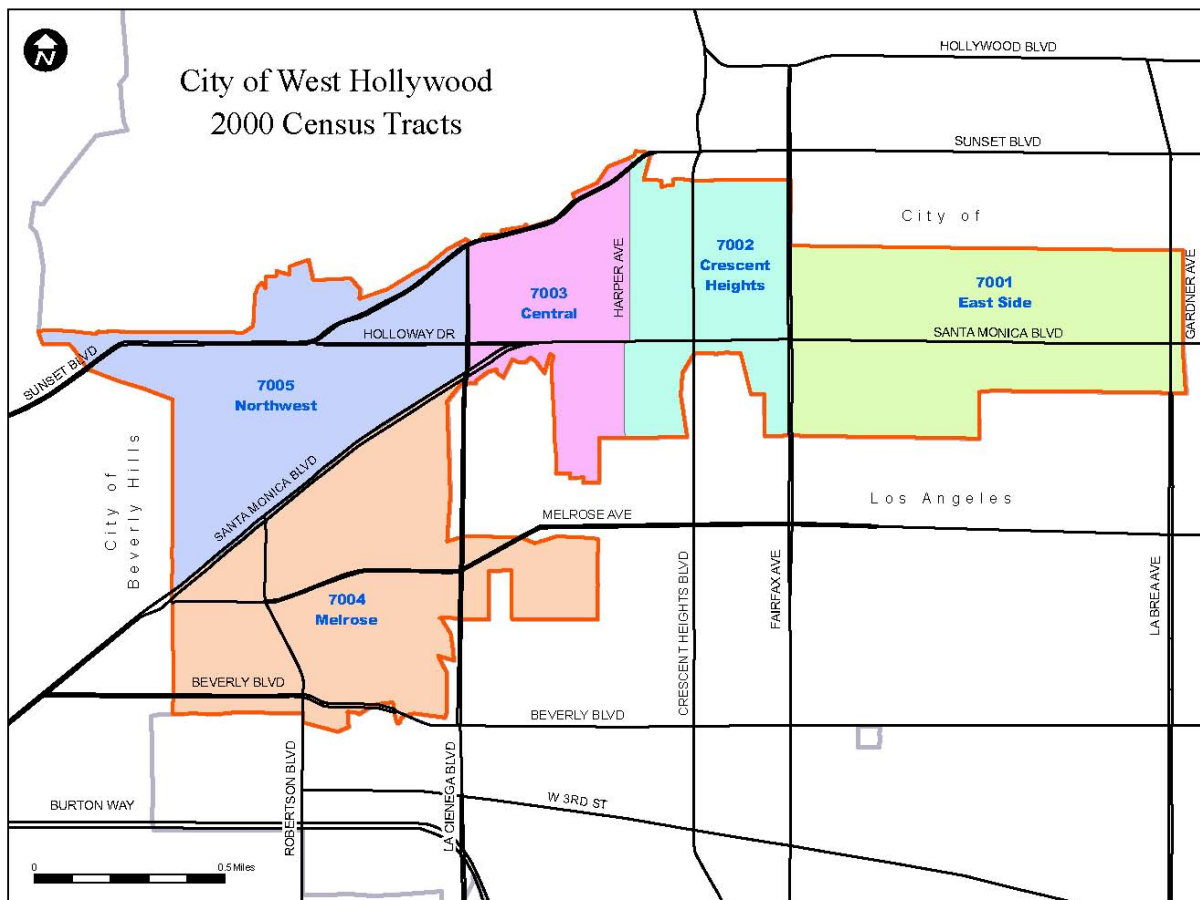 N
City of West Hollywood
2000 Census Tracts
HOLLYWOOD BLVD
SUNSET BLVD
City of
7002
Crescent
Heights
HARPER AVE
7003
Central
7001
East Side
GARDNER AVE
HOLLOWAY DR
SANTA MONICA BLVD
SUNSET BLVD
7005
Northwest
City of
Beverly Hills
SANTA MONICA BLVD
Los Angeles
MELROSE AVE
7004
Melrose
CRESCENT HEIGHTS BLVD
FAIRFAX AVE
LA BREA AVE
BEVERLY BLVD
BEVERLY BLVD
ROBERTSON BLVD
LA CIENEGA BLVD
BURTON WAY
W 3RD ST
0
0.5 Miles